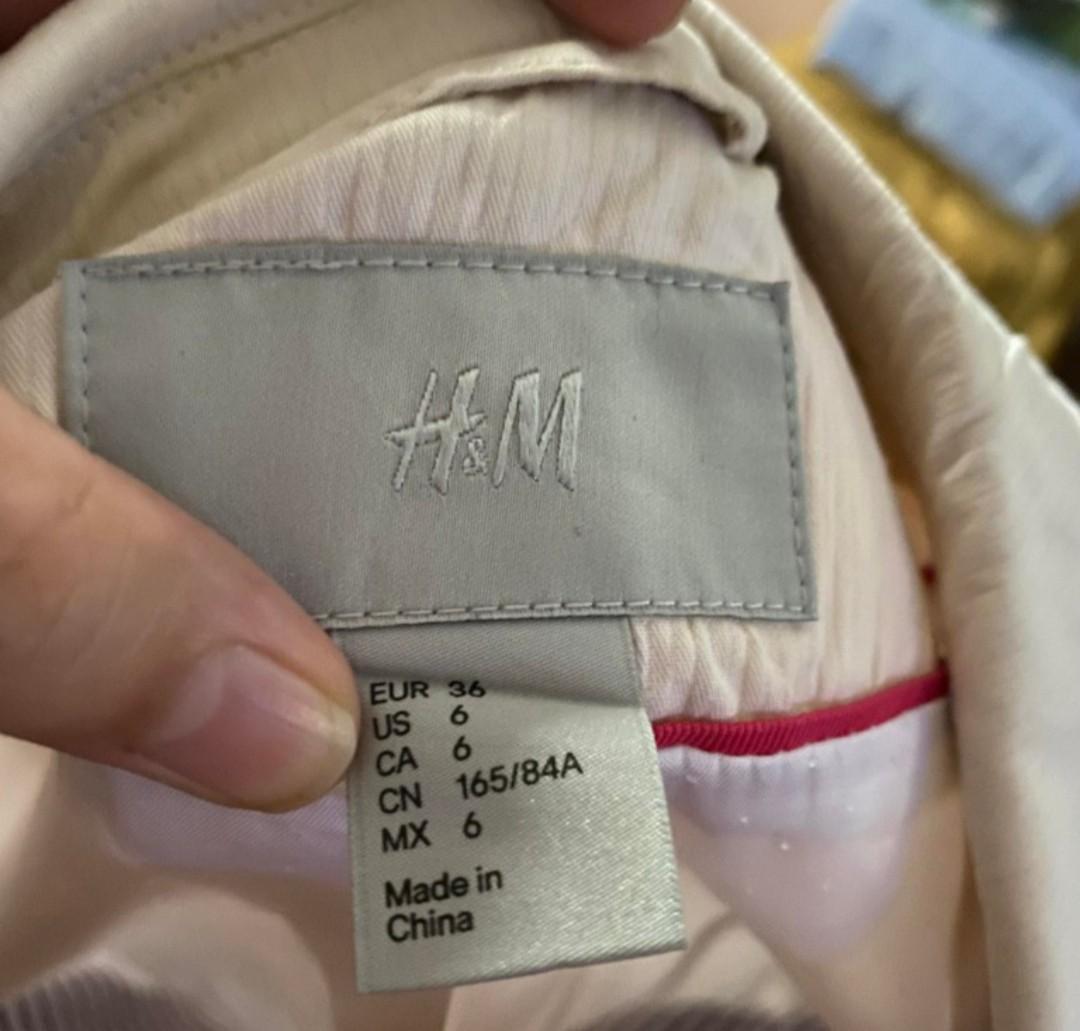 H&M
EUR 36
US 6
CA 6
CN 165/84A
MX 6
Made in
China